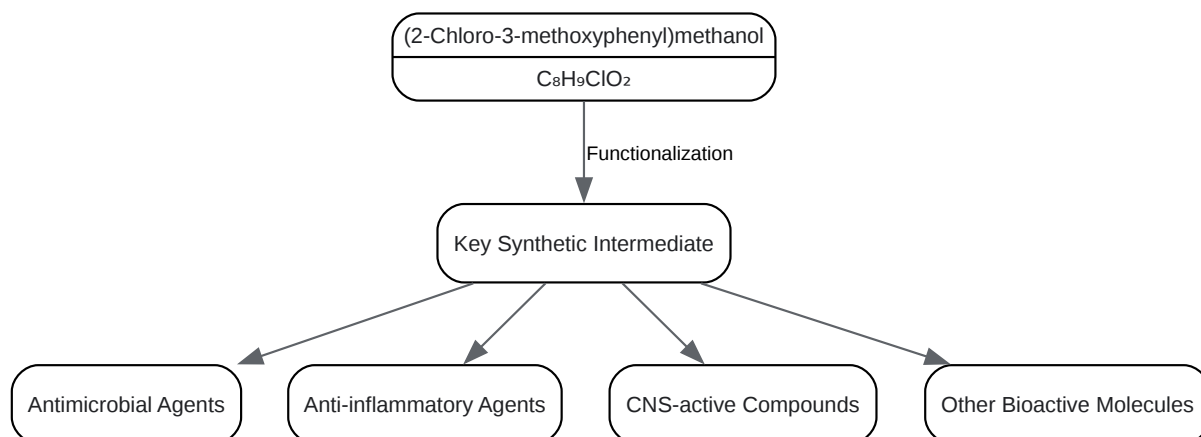 (2-Chloro-3-methoxyphenyl)methanol
C₈H₉ClO₂
Functionalization
Key Synthetic Intermediate
Antimicrobial Agents
Anti-inflammatory Agents
CNS-active Compounds
Other Bioactive Molecules